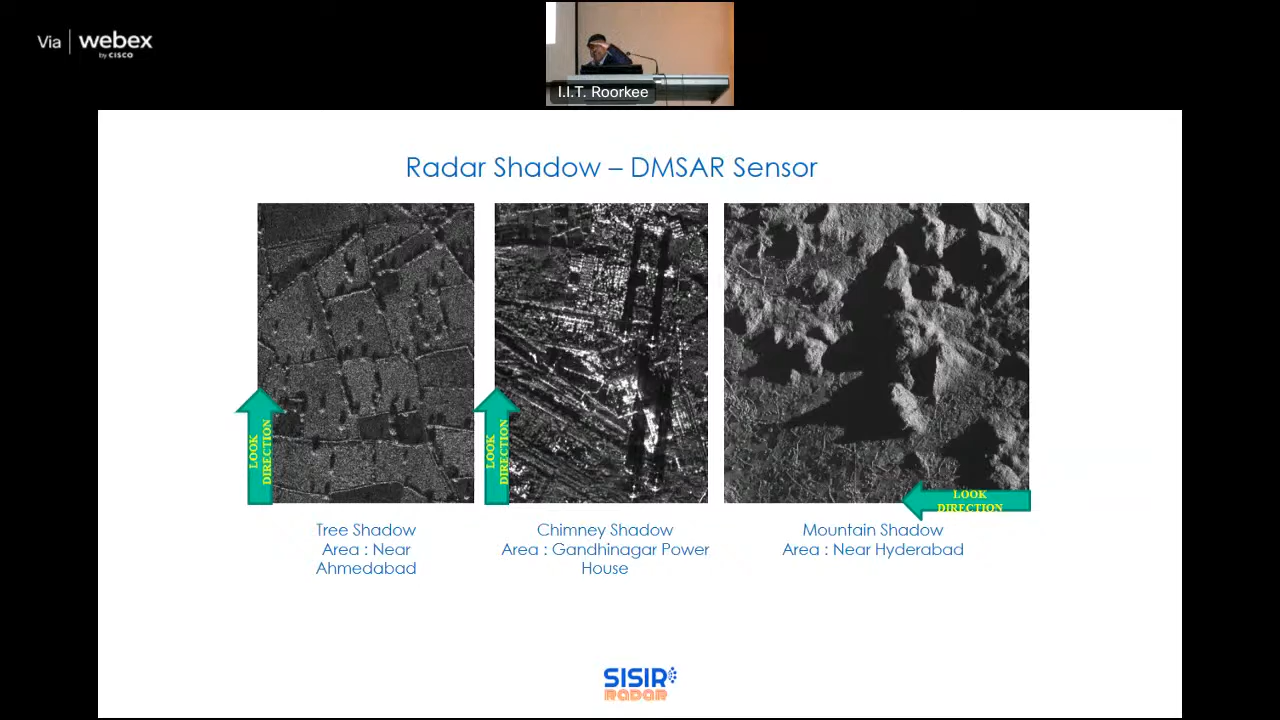 Via webex
by CISCO
I.I.T. Roorkee
Radar Shadow – DMSAR Sensor
LOOK
DIRECTION
LOOK
DIRECTION
LOOK
DIRECTION
Tree Shadow
Area : Near
Ahmedabad
Chimney Shadow
Area : Gandhinagar Power
House
Mountain Shadow
Area : Near Hyderabad
SISIR
RADAR